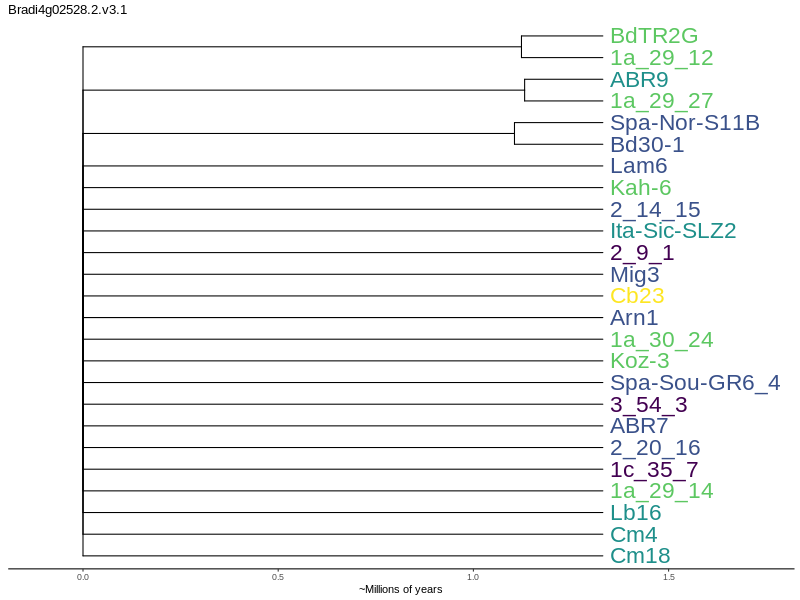 Bradi4g02528.2.v3.1
BdTR2G
1a_29_12
ABR9
1a_29_27
Spa-Nor-S11B
Bd30-1
Lam6
Kah-6
2_14_15
Ita-Sic-SLZ2
2_9_1
Mig3
Cb23
Arn1
1a_30_24
Koz-3
Spa-Sou-GR6_4
3_54_3
ABR7
2_20_16
1c_35_7
1a_29_14
Lb16
Cm4
Cm18
0.0 0.5 1.0 1.5
~Millions of years